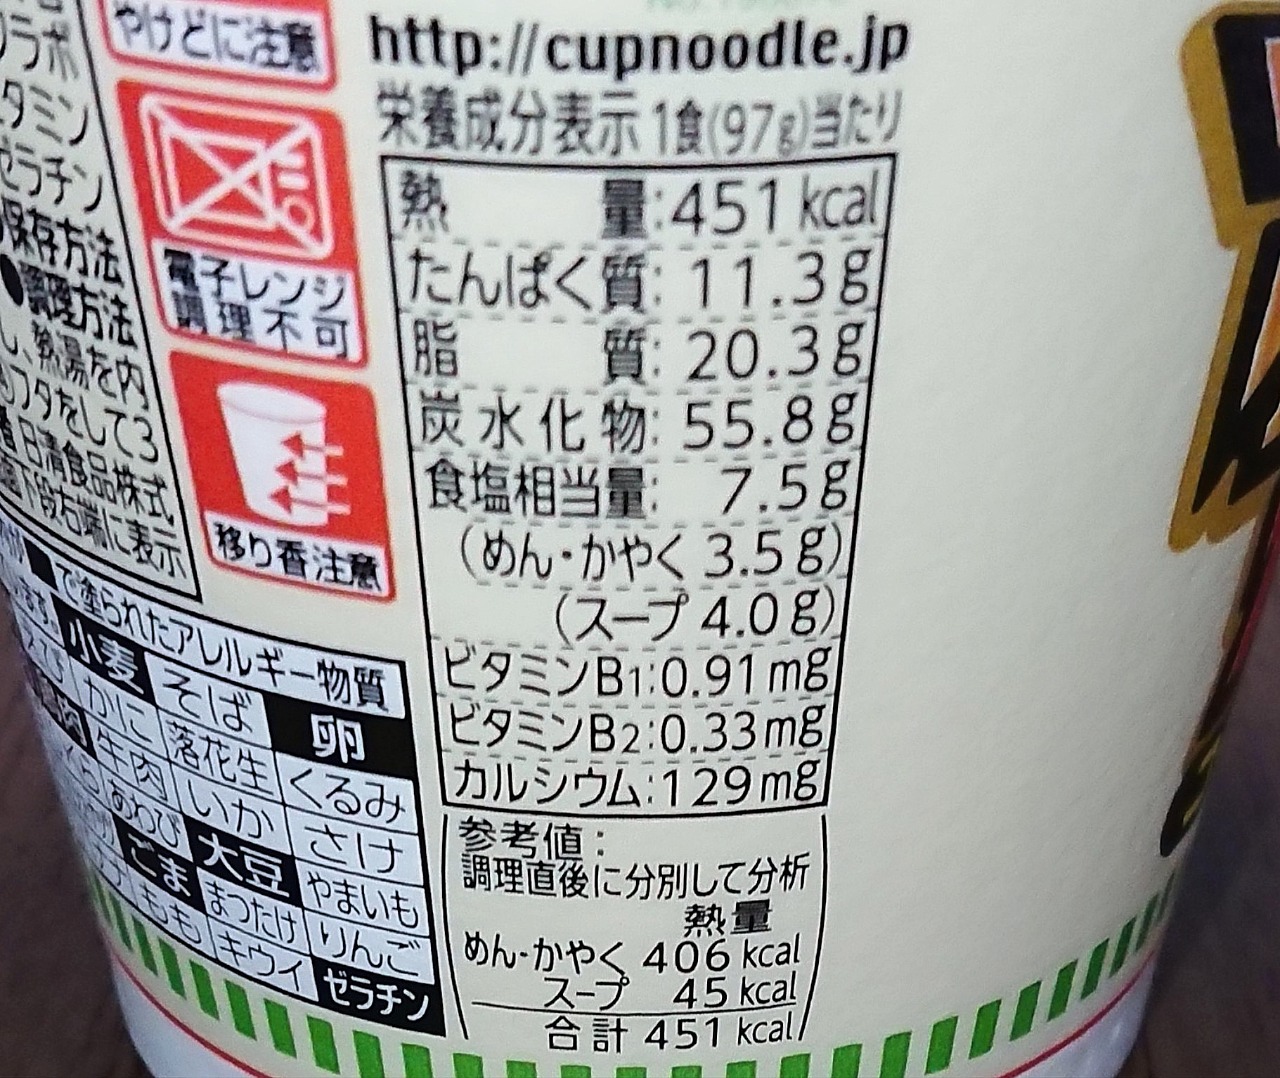 やけどに注意
電子レンジ
調理不可
移り香注意
ラボ
タミン
ゼラチン
保存方法
●調理方法
し、熱湯を内
フタをして3
日清食品株式
下段右端に表示
http://cupnoodle.jp
栄養成分表示 1食(97g)当たり
熱量:451kcal
たんぱく質:11.3g
脂質:20.3g
炭水化物:55.8g
食塩相当量:7.5g
(めん・かやく 3.5g)
(スープ 4.0g)
ビタミンB1:0.91mg
ビタミンB2:0.33mg
カルシウム:129mg
参考値:
調理直後に分別して分析
熱量
めん・かやく 406kcal
スープ 45kcal
合計 451kcal
■で塗られたアレルギー物質
小麦 そば 卵
かに 落花生 くるみ
牛肉 いか さけ
あわび 大豆 やまいも
ごま まつたけ りんご
もも キウイ ゼラチン